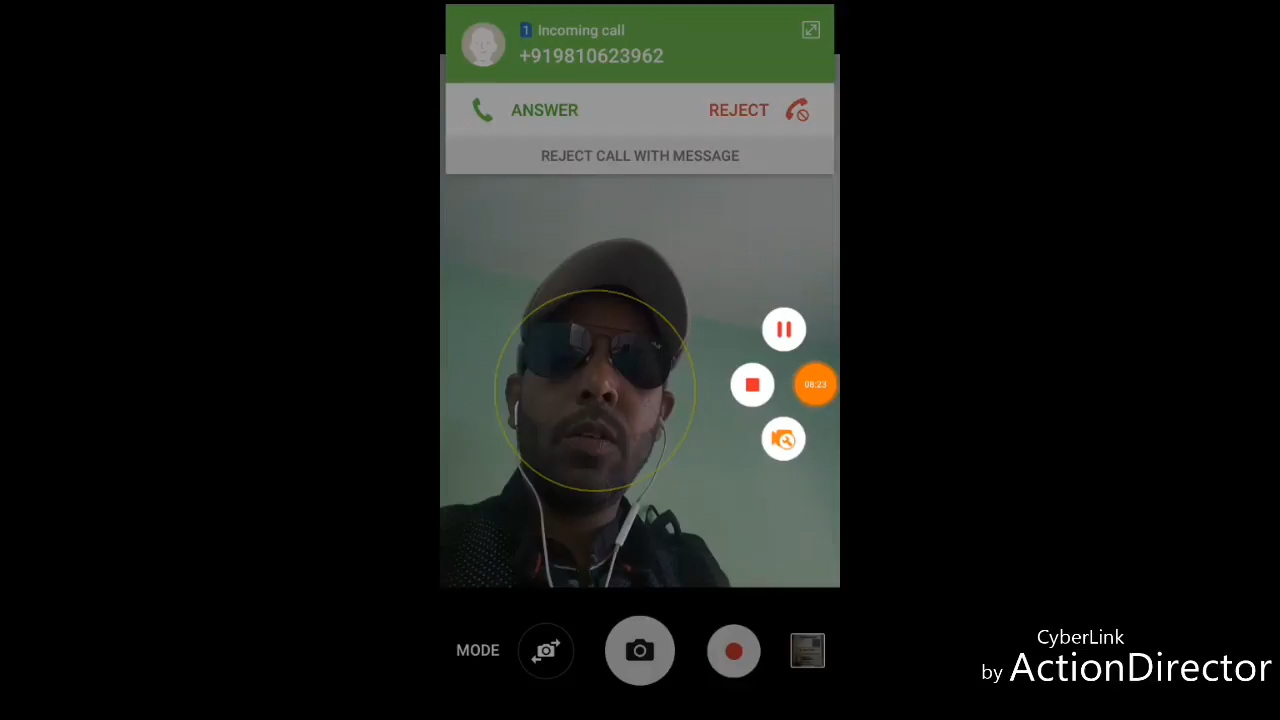 1 Incoming call
+919810623962
ANSWER
REJECT
REJECT CALL WITH MESSAGE
08:23
MODE
CyberLink
by ActionDirector